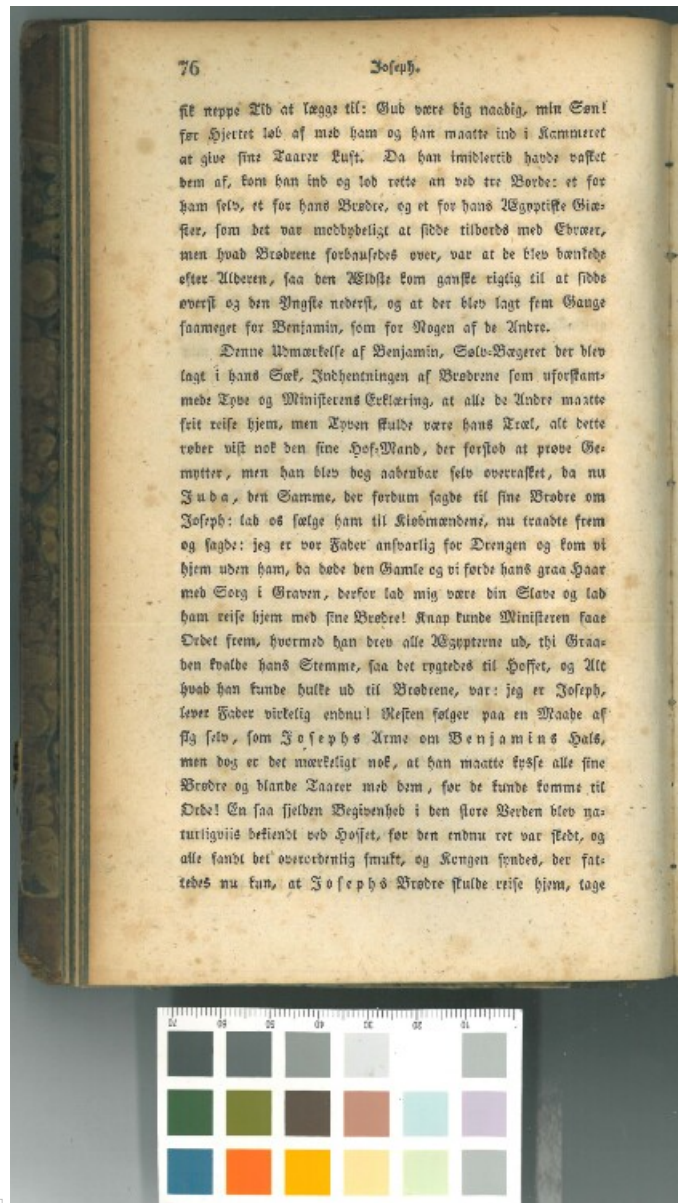 76
Joseph.
fik neppe Tid at lægge til: Gud være dig naadig, min Søn!
før Hjertet løb af med ham og han maatte ind i Kammeret
at give sine Taarer Luft. Da han imidlertid havde vasket
dem af, kom han ind og lod rette an ved tre Borde: et for
ham selv, et for hans Brødre, og et for hans Ægyptiske Giæ-
ster, som det var modbydeligt at sidde tilbords med Ebræer,
men hvad Brødrene forbausedes over, var at de blev bænkede
efter Alderen, saa den Ældste kom ganske rigtig til at sidde
øverst og den Yngste nederst, og at der blev lagt fem Gange
saameget for Benjamin, som for Nogen af de Andre.
Denne Udmærkelse af Benjamin, Sølv-Bægeret der blev
lagt i hans Sæk, Indhentningen af Brødrene som uforskam-
mede Tyve og Ministerens Erklæring, at alle de Andre maatte
frit reise hjem, men Tyven skulde være hans Træl, alt dette
røber vist nok den fine Hof-Mand, der forstod at prøve Ge-
mytter, men han blev dog aabenbar selv overrasket, da nu
Juda, den Samme, der fordum sagde til sine Brødre om
Joseph: lad os sælge ham til Kiøbmændene, nu traadte frem
og sagde: jeg er vor Fader ansvarlig for Drengen og kom vi
hjem uden ham, da døde den Gamle og vi førde hans graa Haar
med Sorg i Graven, derfor lad mig være din Slave og lad
ham reise hjem med sine Brødre! Knap kunde Ministeren faae
Ordet frem, hvormed han drev alle Ægypterne ud, thi Graa-
den kvalde hans Stemme, saa det rygtedes til Hoffet, og Alt
hvad han kunde hulke ud til Brødrene, var: jeg er Joseph,
lever Fader virkelig endnu! Resten følger paa en Maade af
sig selv, som Josephs Arme om Benjamins Hals,
men dog er det mærkeligt nok, at han maatte kysse alle sine
Brødre og blande Taarer med dem, før de kunde komme til
Orde! En saa sjelden Begivenhed i den store Verden blev na-
turligviis bekiendt ved Hoffet, før den endnu ret var skedt, og
alle fandt det overordenlig smukt, og Kongen syndes, der fat-
tedes nu kun, at Josephs Brødre skulde reise hjem, tage
70 60 50 40 30 20 10